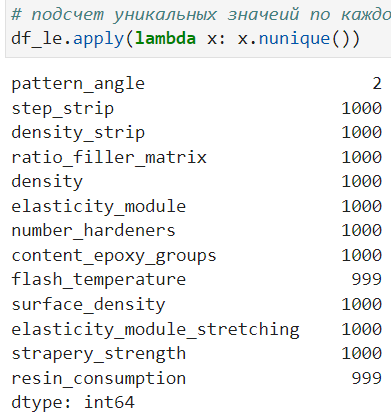 # подсчет уникальных значеий по каждо
df_le.apply(lambda x: x.nunique())
pattern_angle 2
step_strip 1000
density_strip 1000
ratio_filler_matrix 1000
density 1000
elasticity_module 1000
number_hardeners 1000
content_epoxy_groups 1000
flash_temperature 999
surface_density 1000
elasticity_module_stretching 1000
strapery_strength 1000
resin_consumption 999
dtype: int64